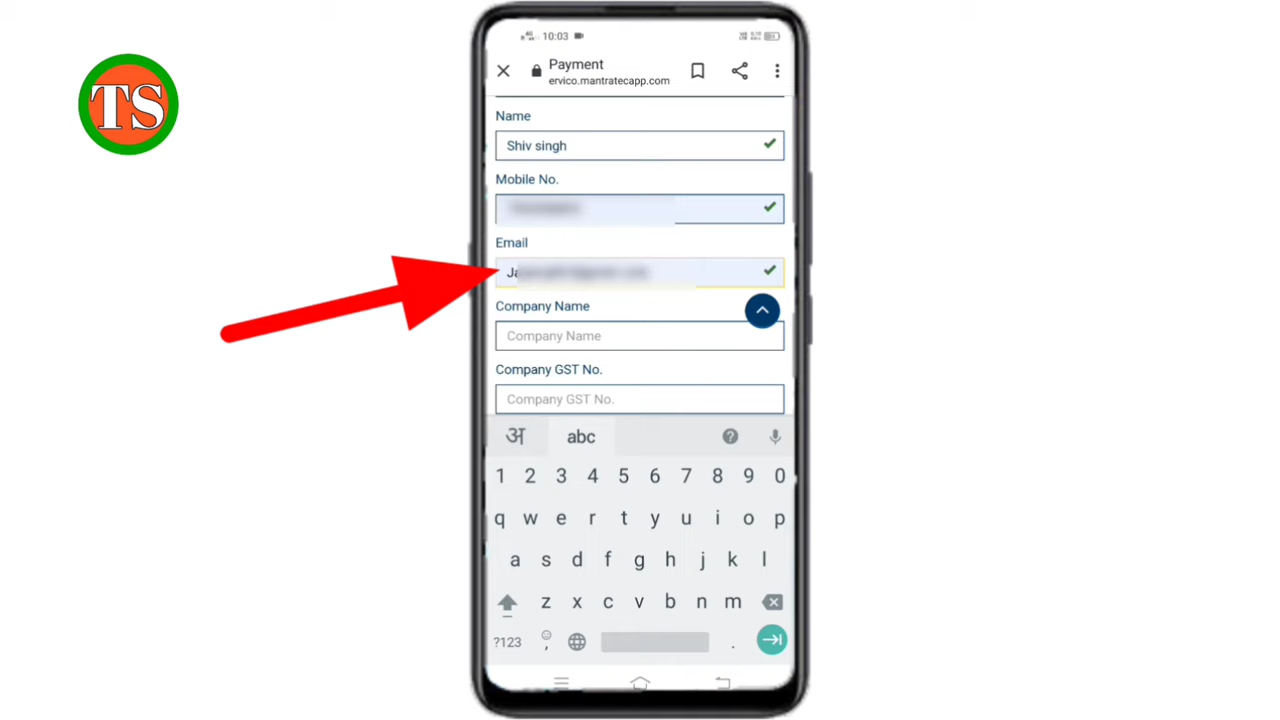 TS
4G 10:03
Payment
ervico.mantratecapp.com
Name
Shiv singh
Mobile No.
Email
Ja
Company Name
Company Name
Company GST No.
Company GST No.
अ abc
1 2 3 4 5 6 7 8 9 0
q w e r t y u i o p
a s d f g h j k l
z x c v b n m
?123 , .